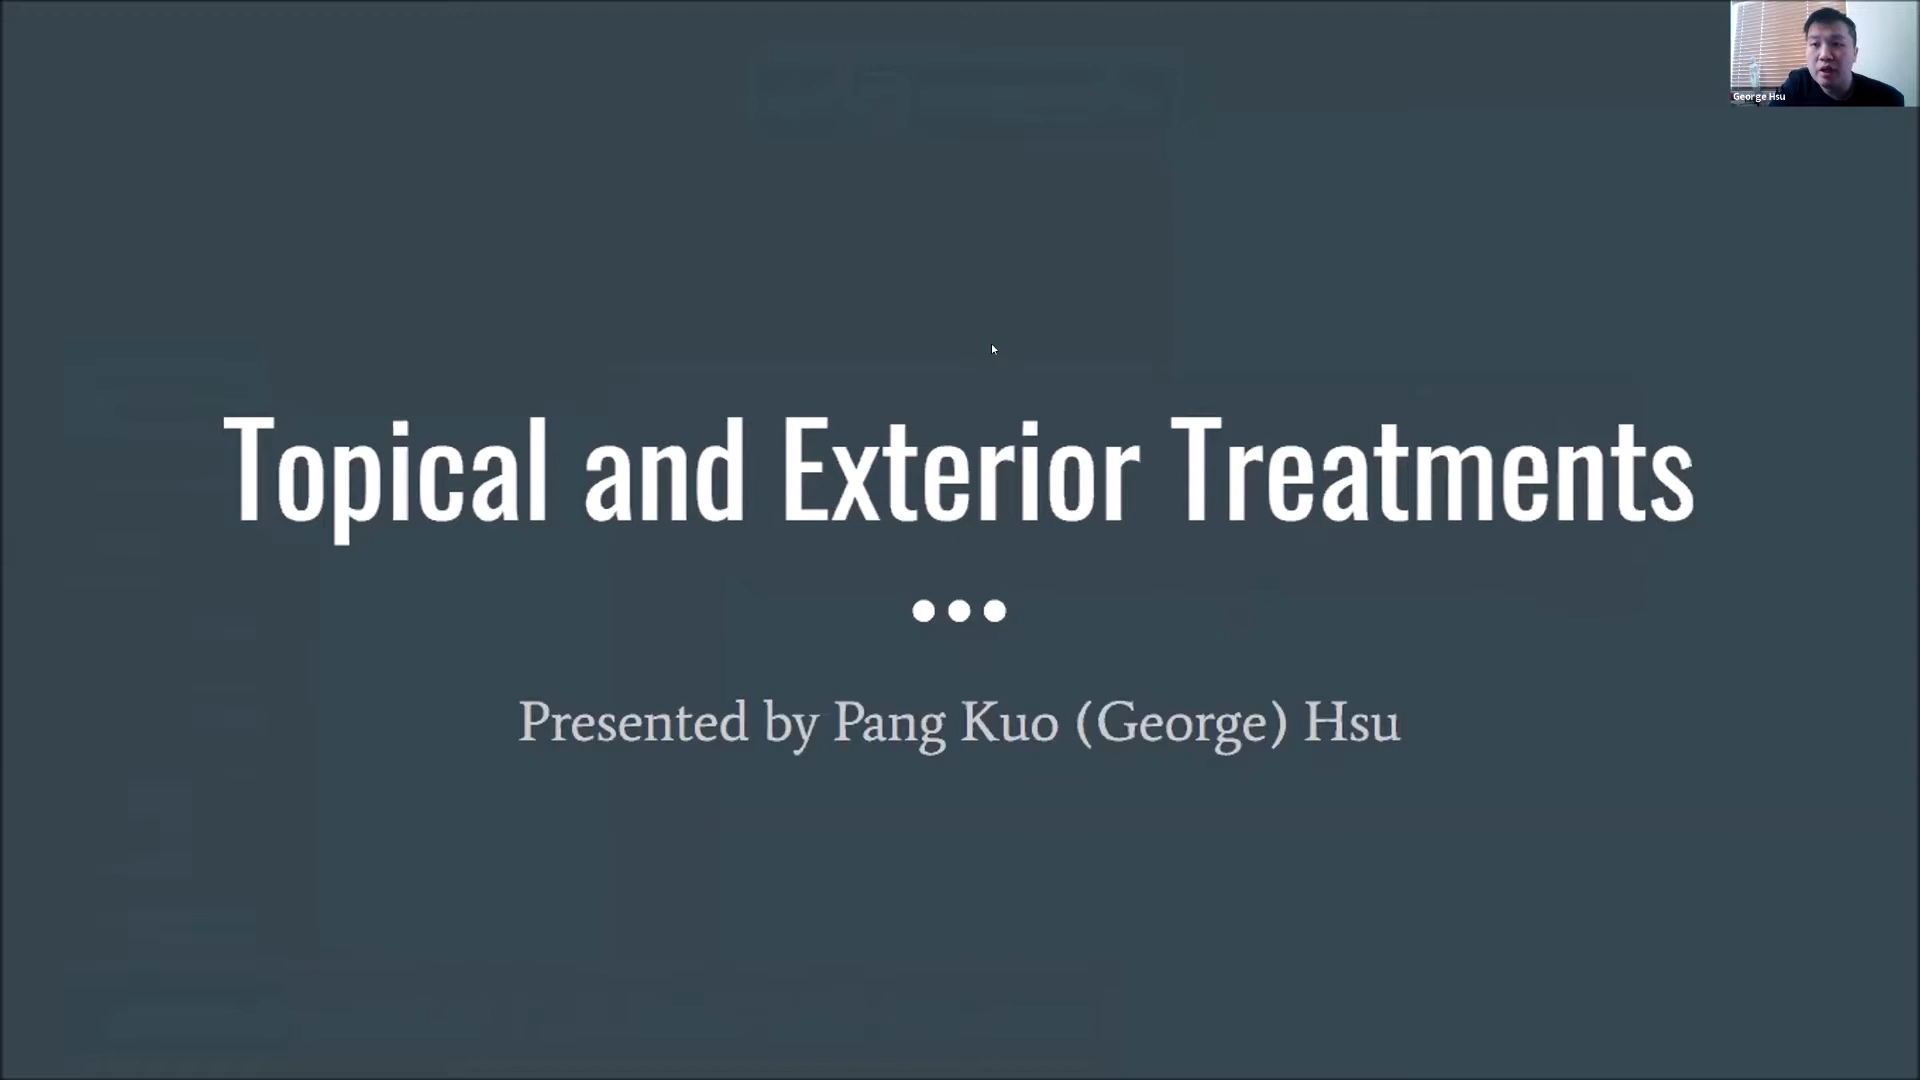 George Hsu
Topical and Exterior Treatments
Presented by Pang Kuo (George) Hsu